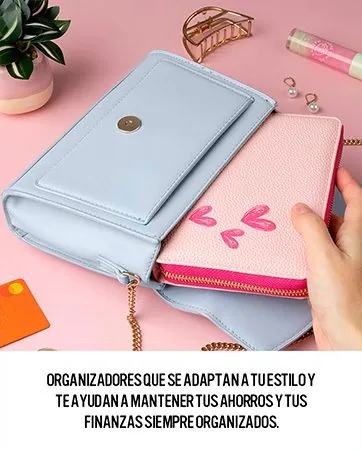 ORGANIZADORES QUE SE ADAPTAN A TU ESTILO Y
TE AYUDAN A MANTENER TUS AHORROS Y TUS
FINANZAS SIEMPRE ORGANIZADOS.